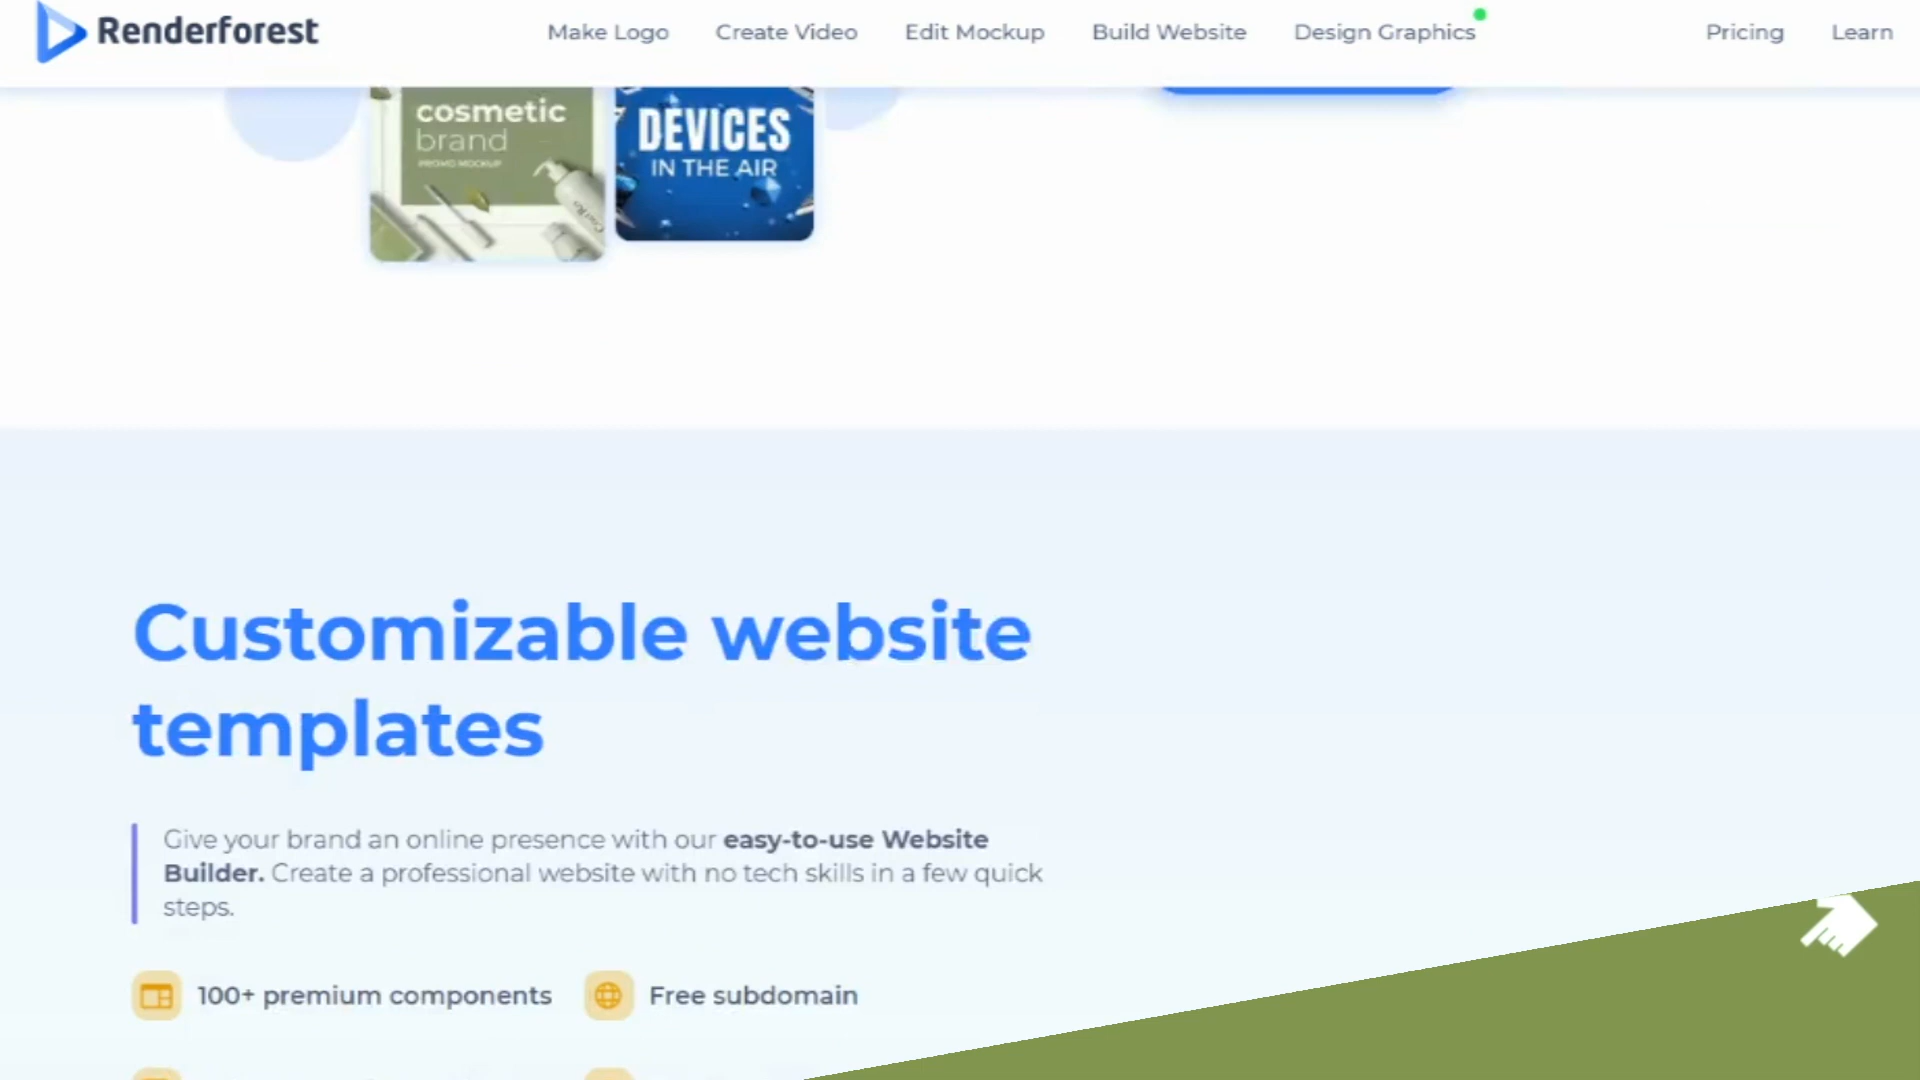 Renderforest
Make Logo Create Video Edit Mockup Build Website Design Graphics Pricing Learn
cosmetic
brand
PROMO MOCKUP
DEVICES
IN THE AIR
Customizable website
templates
Give your brand an online presence with our easy-to-use Website
Builder. Create a professional website with no tech skills in a few quick
steps.
100+ premium components Free subdomain